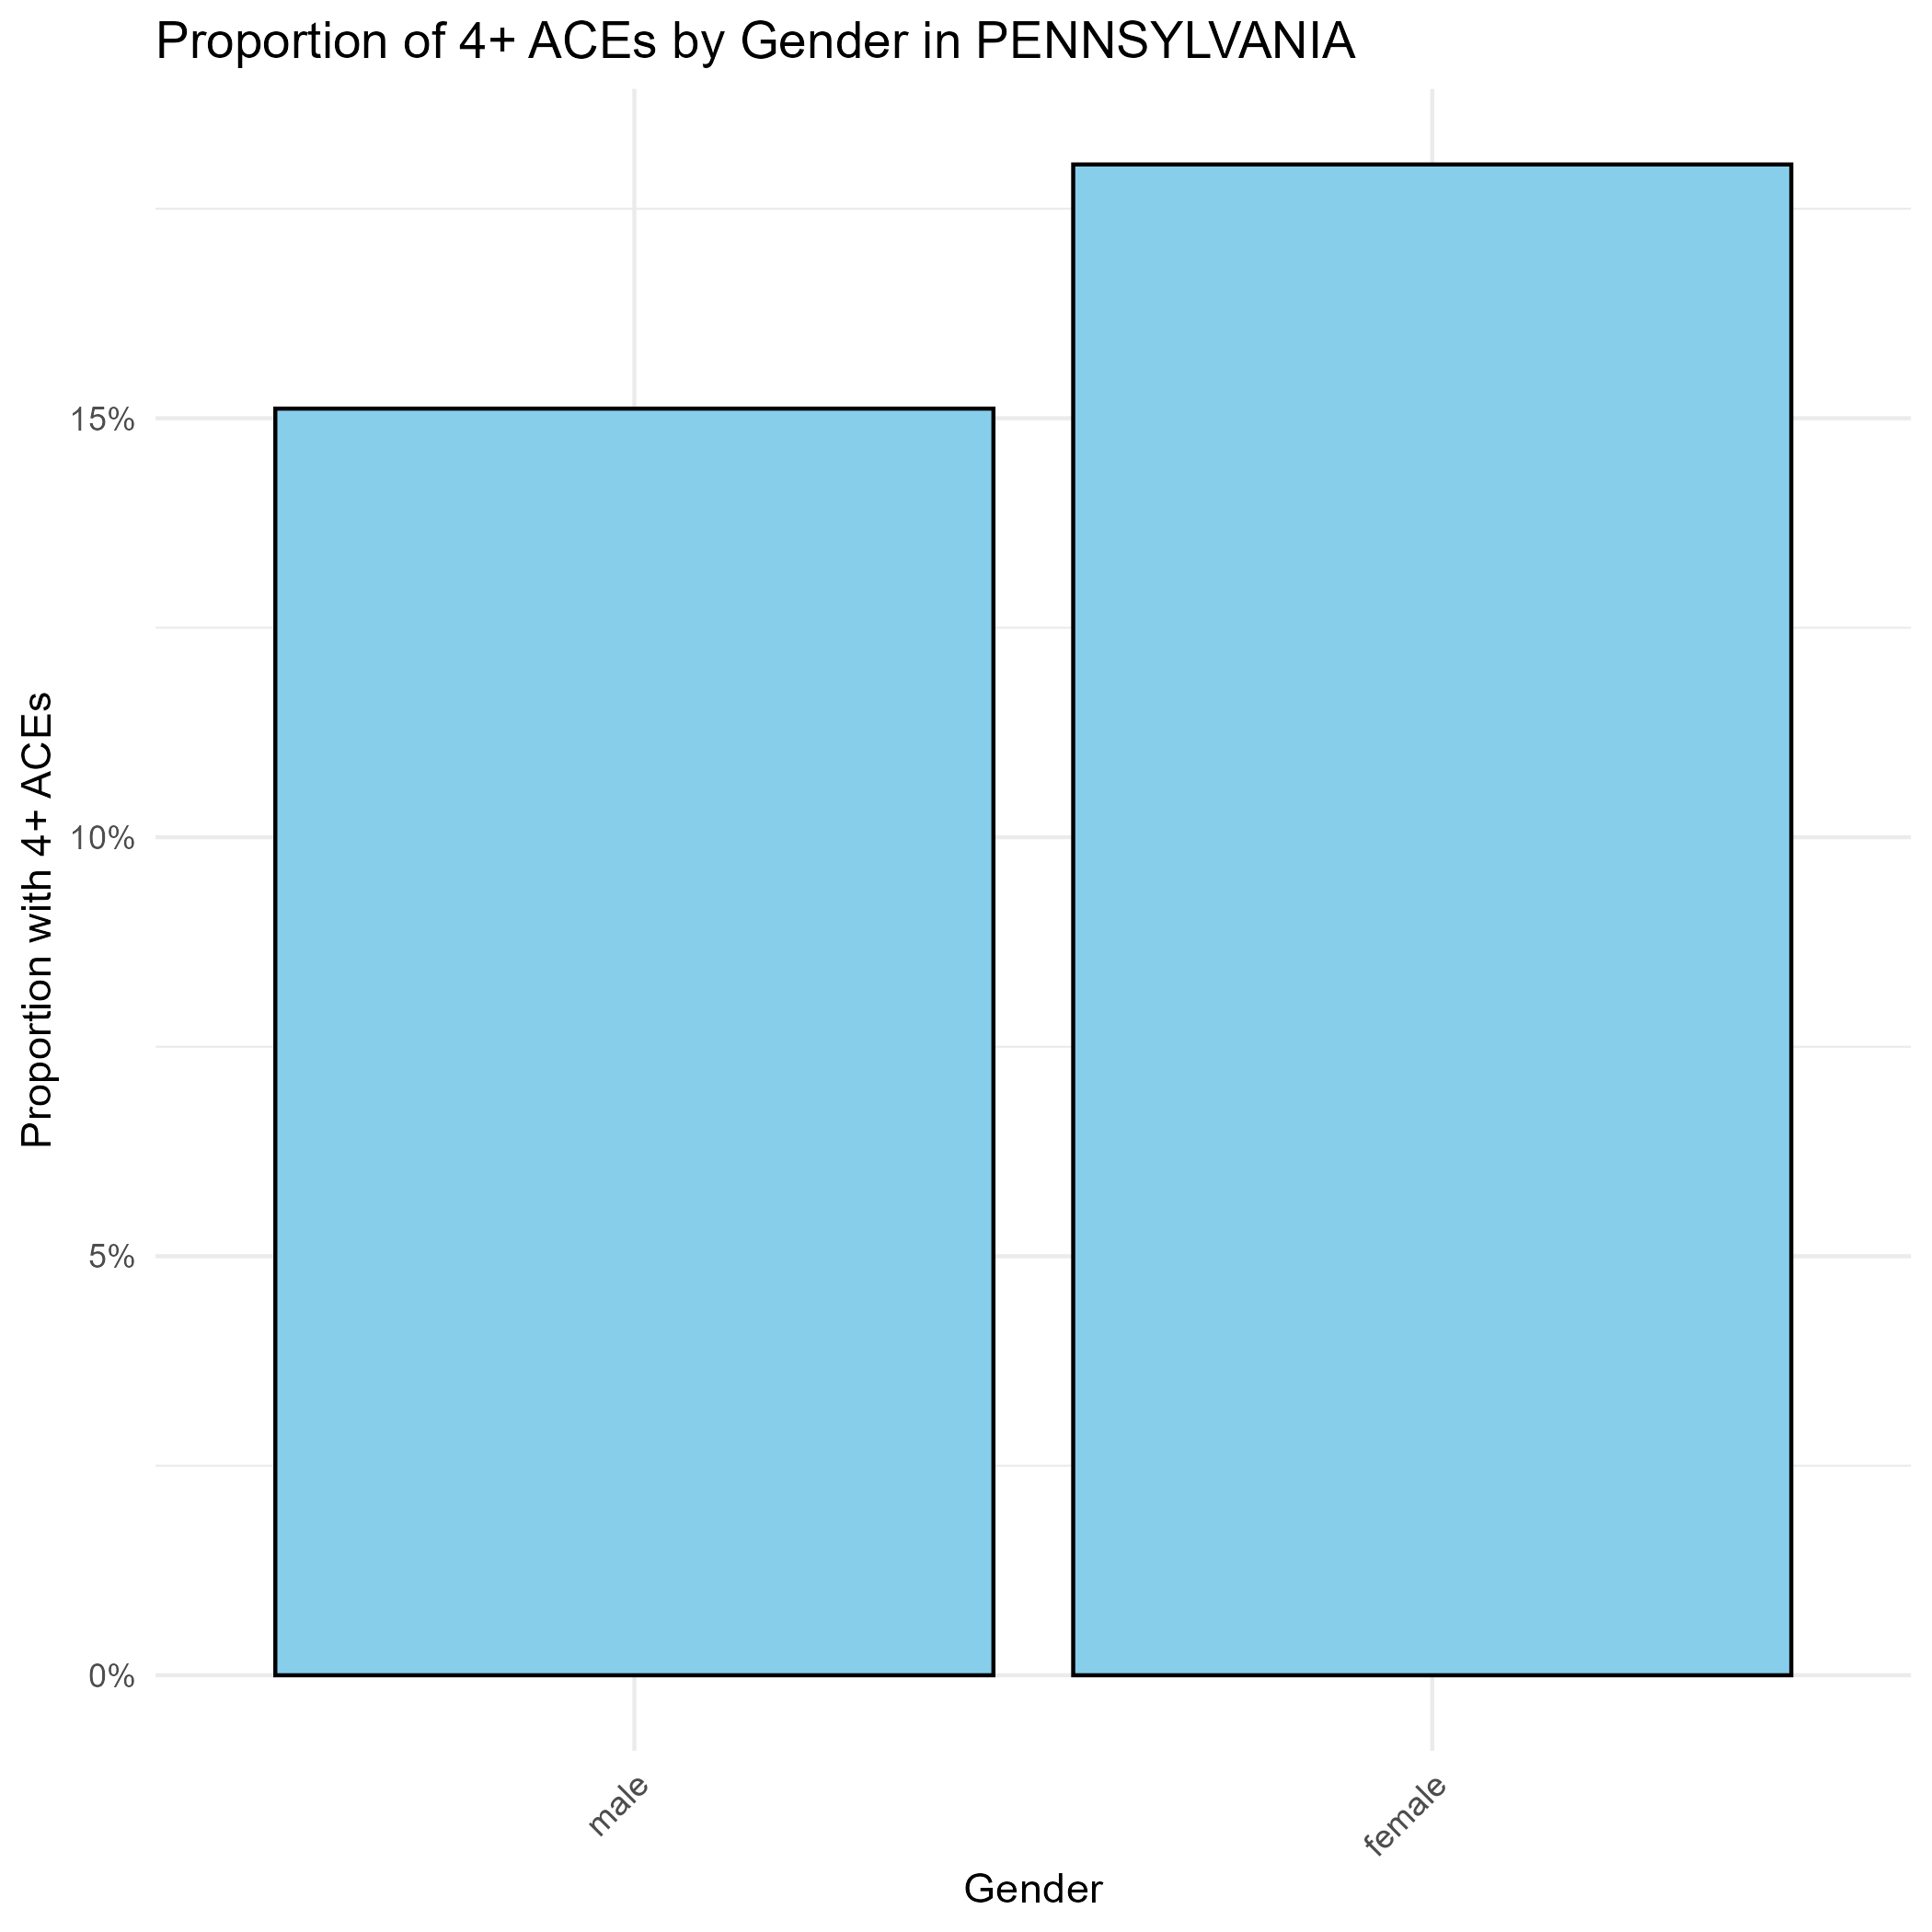 Proportion of 4+ ACEs by Gender in PENNSYLVANIA
Proportion with 4+ ACEs
15%
10%
5%
0%
male
female
Gender